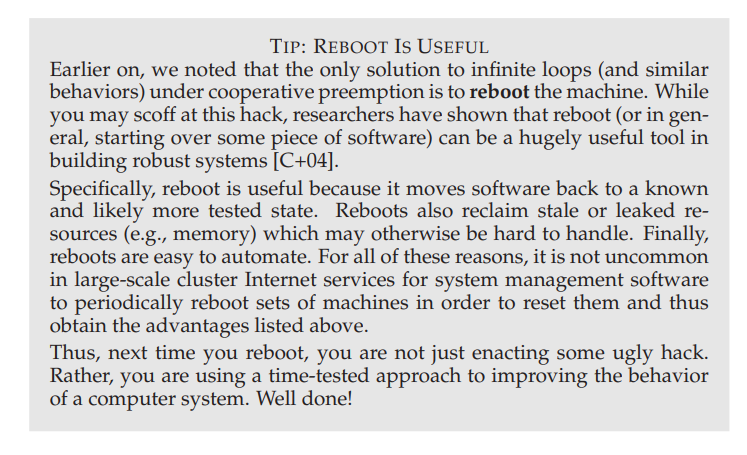 TIP: REBOOT IS USEFUL
Earlier on, we noted that the only solution to infinite loops (and similar
behaviors) under cooperative preemption is to reboot the machine. While
you may scoff at this hack, researchers have shown that reboot (or in gen-
eral, starting over some piece of software) can be a hugely useful tool in
building robust systems [C+04].
Specifically, reboot is useful because it moves software back to a known
and likely more tested state. Reboots also reclaim stale or leaked re-
sources (e.g., memory) which may otherwise be hard to handle. Finally,
reboots are easy to automate. For all of these reasons, it is not uncommon
in large-scale cluster Internet services for system management software
to periodically reboot sets of machines in order to reset them and thus
obtain the advantages listed above.
Thus, next time you reboot, you are not just enacting some ugly hack.
Rather, you are using a time-tested approach to improving the behavior
of a computer system. Well done!